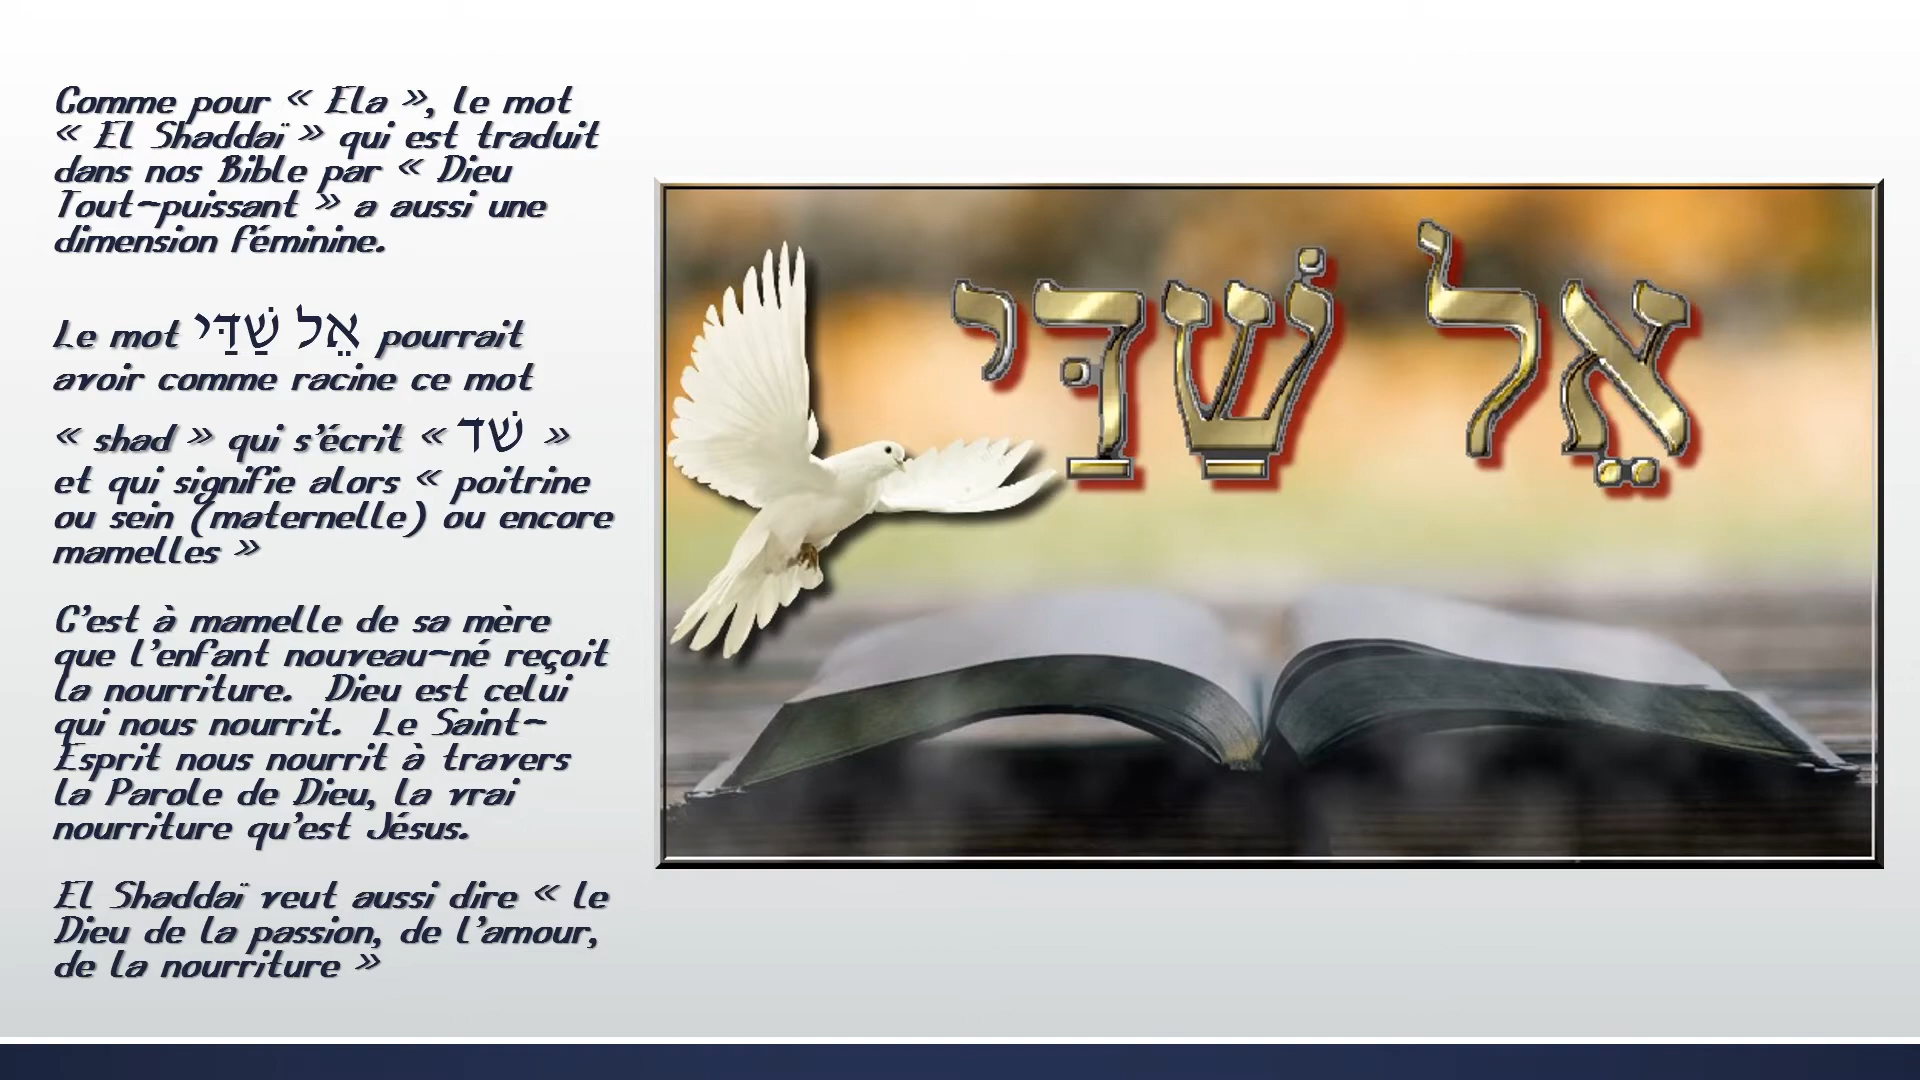 Comme pour « Ela », le mot
« El Shaddaï » qui est traduit
dans nos Bible par « Dieu
Tout-puissant » a aussi une
dimension féminine.
Le mot אֵל שַׁדַּי pourrait
avoir comme racine ce mot
« shad » qui s’écrit « שׁד »
et qui signifie alors « poitrine
ou sein (maternelle) ou encore
mamelles »
C’est à mamelle de sa mère
que l’enfant nouveau-né reçoit
la nourriture. Dieu est celui
qui nous nourrit. Le Saint-
Esprit nous nourrit à travers
la Parole de Dieu, la vrai
nourriture qu’est Jésus.
El Shaddaï veut aussi dire « le
Dieu de la passion, de l’amour,
de la nourriture »
אֵל שַׁדַּי